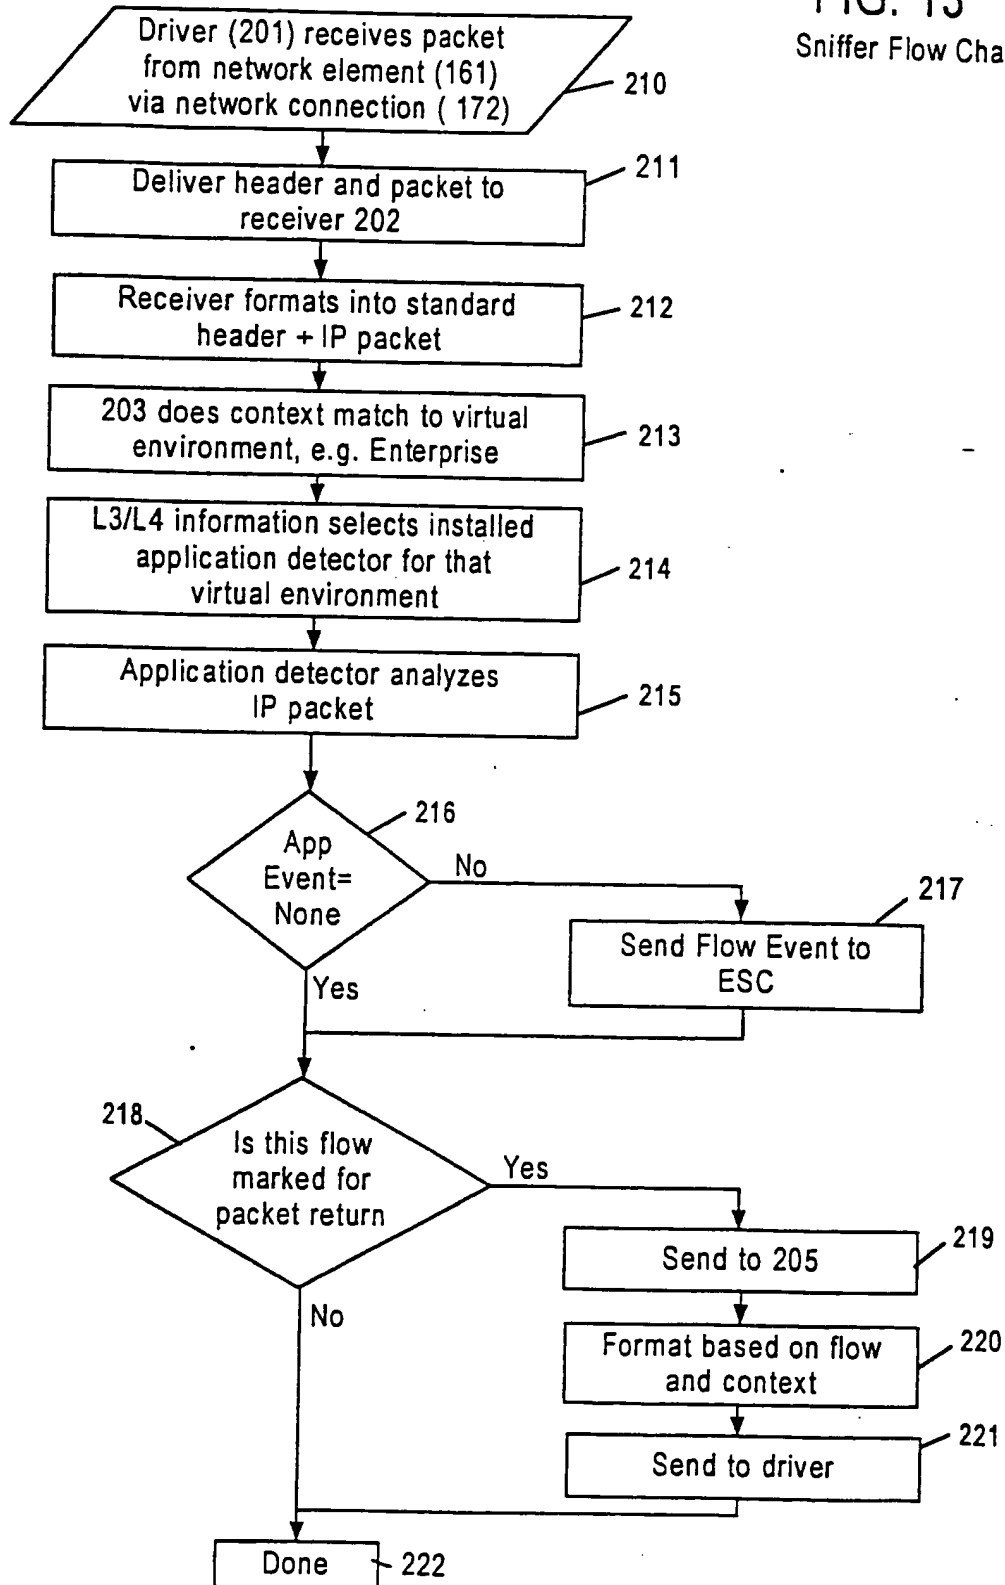 FIG. 13
Sniffer Flow Cha
Driver (201) receives packet
from network element (161)
via network connection ( 172)
210
Deliver header and packet to
receiver 202
211
Receiver formats into standard
header + IP packet
212
203 does context match to virtual
environment, e.g. Enterprise
213
L3/L4 information selects installed
application detector for that
virtual environment
214
Application detector analyzes
IP packet
215
App
Event=
None
216
No
Yes
Send Flow Event to
ESC
217
Is this flow
marked for
packet return
218
Yes
No
Send to 205
219
Format based on flow
and context
220
Send to driver
221
Done
222